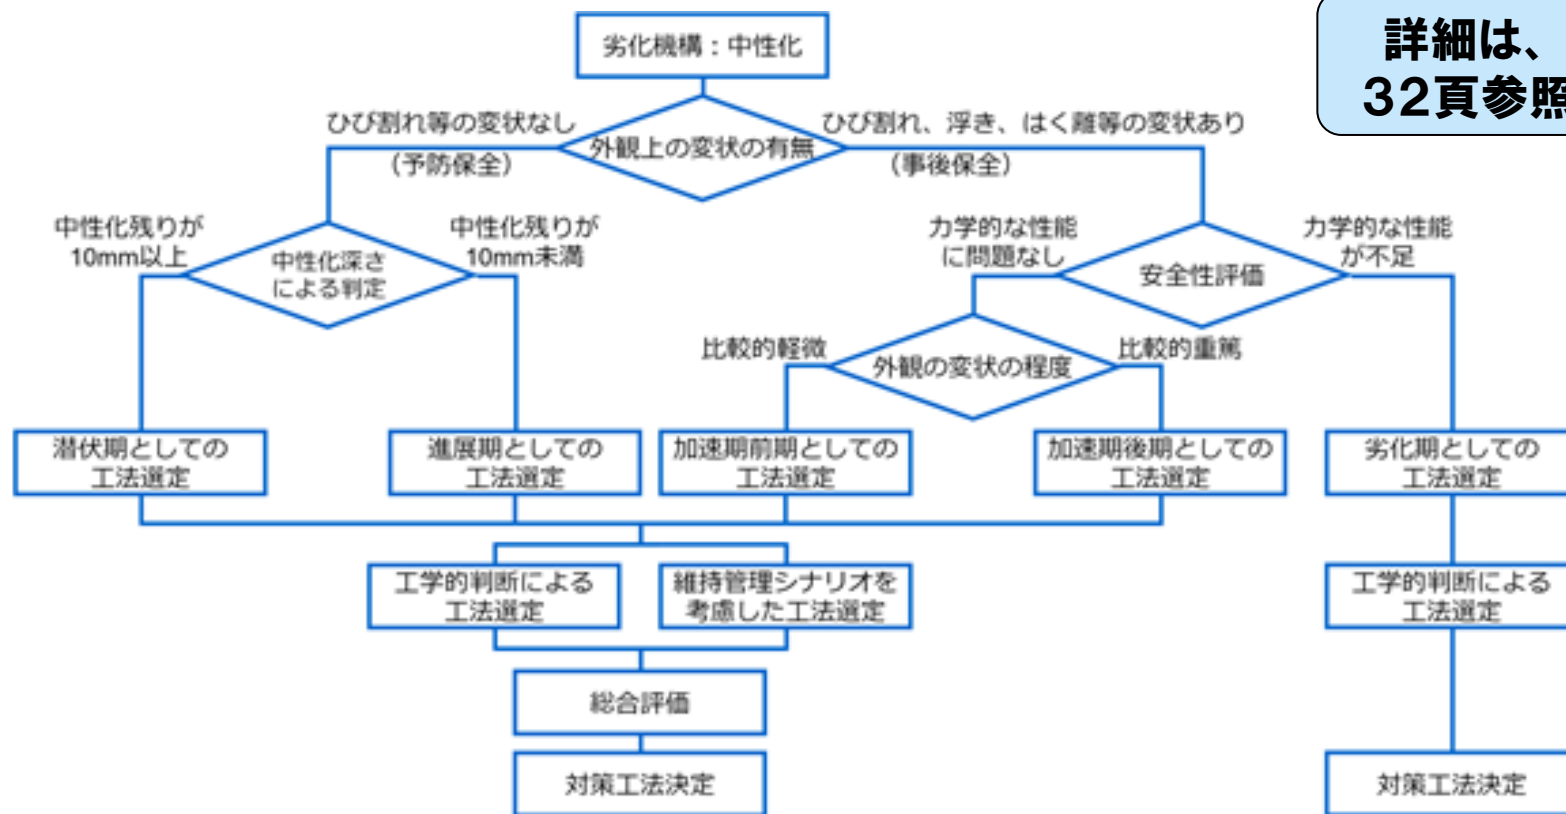 詳細は、
32頁参照
劣化機構：中性化
ひび割れ等の変状なし
（予防保全）
外観上の変状の有無
ひび割れ、浮き、はく離等の変状あり
（事後保全）
中性化残りが
10mm以上
中性化深さ
による判定
中性化残りが
10mm未満
力学的な性能
に問題なし
安全性評価
力学的な性能
が不足
比較的軽微
外観の変状の程度
比較的重篤
潜伏期としての
工法選定
進展期としての
工法選定
加速期前期としての
工法選定
加速期後期としての
工法選定
劣化期としての
工法選定
工学的判断による
工法選定
維持管理シナリオを
考慮した工法選定
工学的判断による
工法選定
総合評価
対策工法決定
対策工法決定